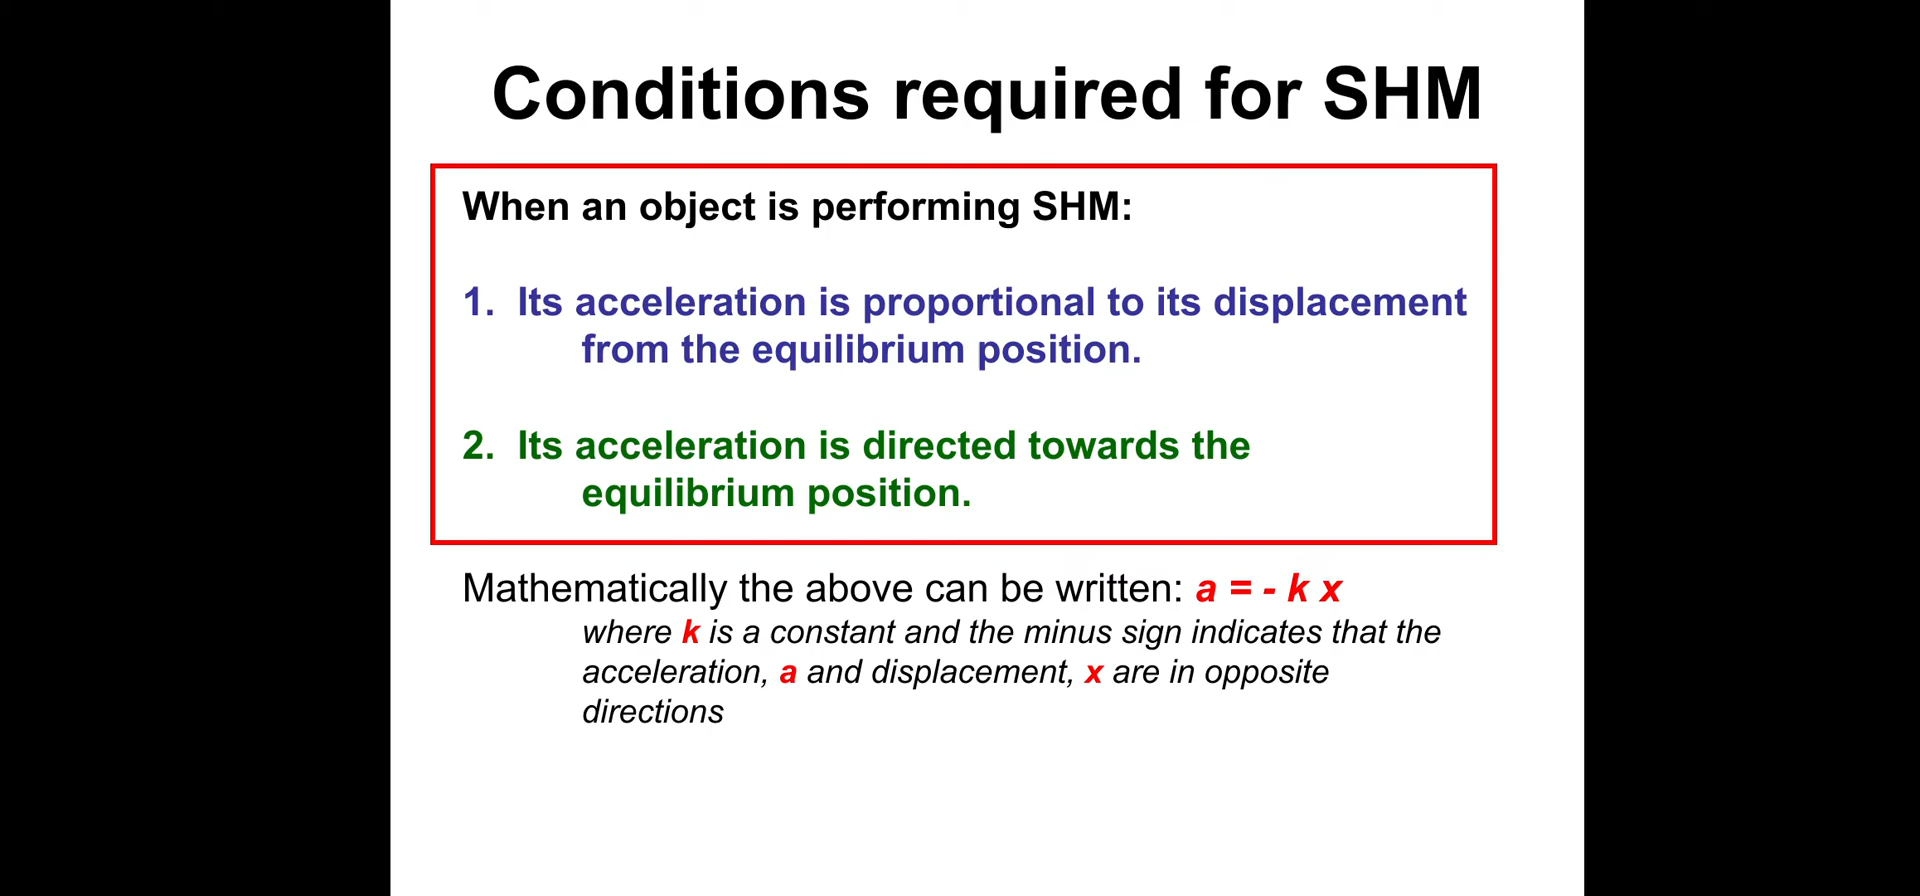 Conditions required for SHM
When an object is performing SHM:
1. Its acceleration is proportional to its displacement
from the equilibrium position.
2. Its acceleration is directed towards the
equilibrium position.
Mathematically the above can be written: a = - k x
where k is a constant and the minus sign indicates that the
acceleration, a and displacement, x are in opposite
directions